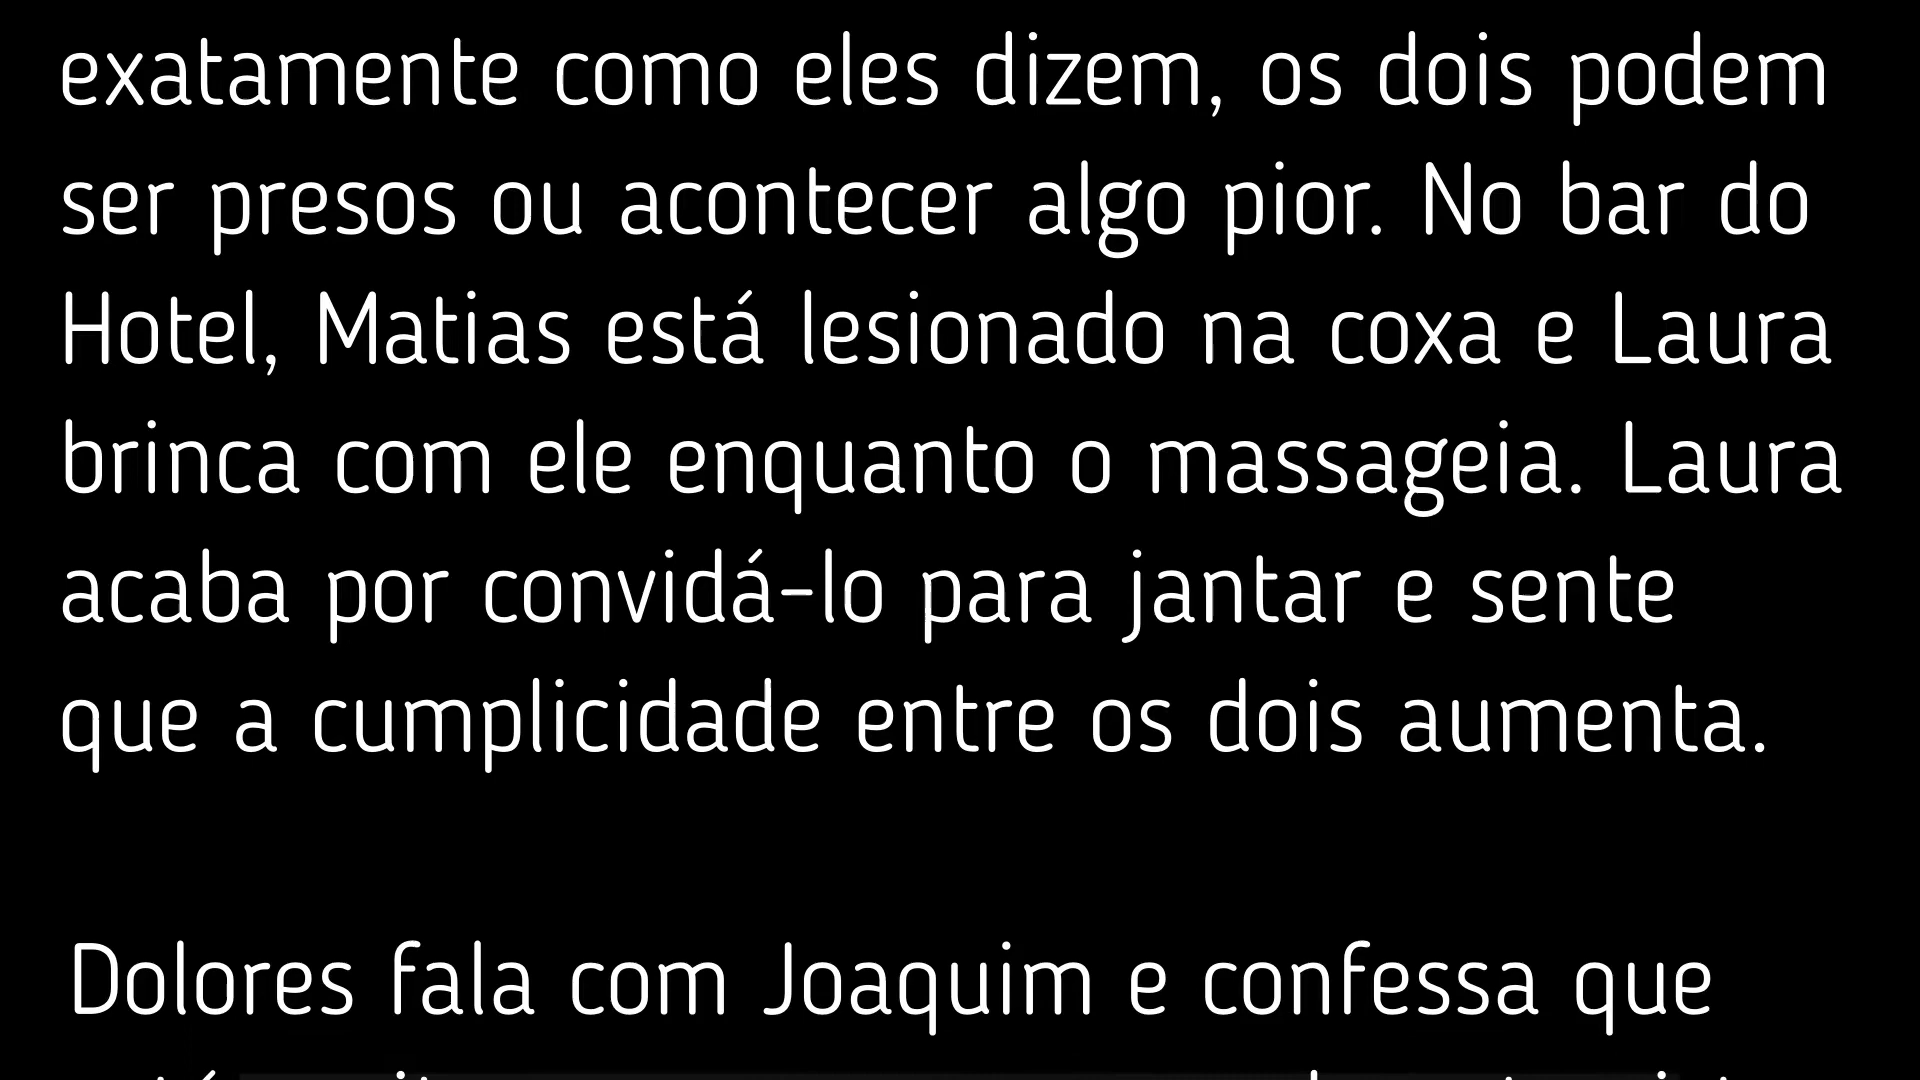 exatamente como eles dizem, os dois podem
ser presos ou acontecer algo pior. No bar do
Hotel, Matias está lesionado na coxa e Laura
brinca com ele enquanto o massageia. Laura
acaba por convidá-lo para jantar e sente
que a cumplicidade entre os dois aumenta.
Dolores fala com Joaquim e confessa que